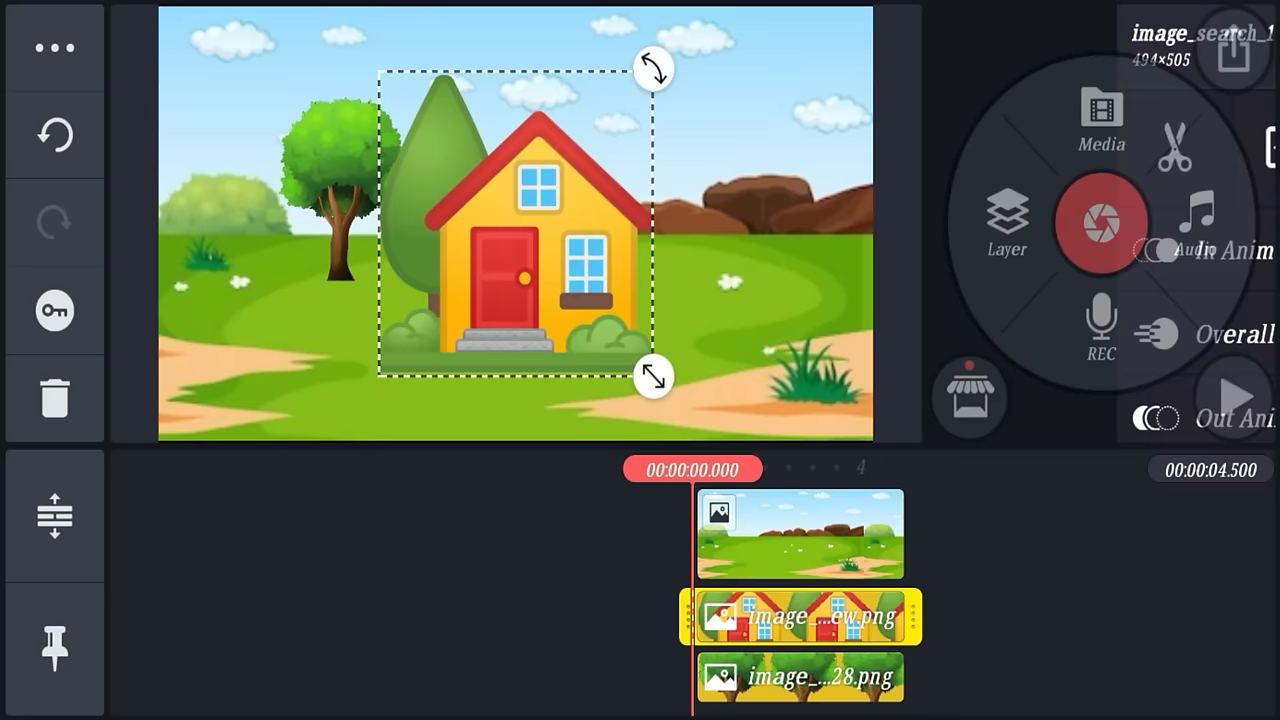 image_search_1
494×505
Media
Layer
Audio
In Anim
REC
Overall
Out Ani
00:00:00.000
4
00:00:04.500
image_...ew.png
image_...28.png